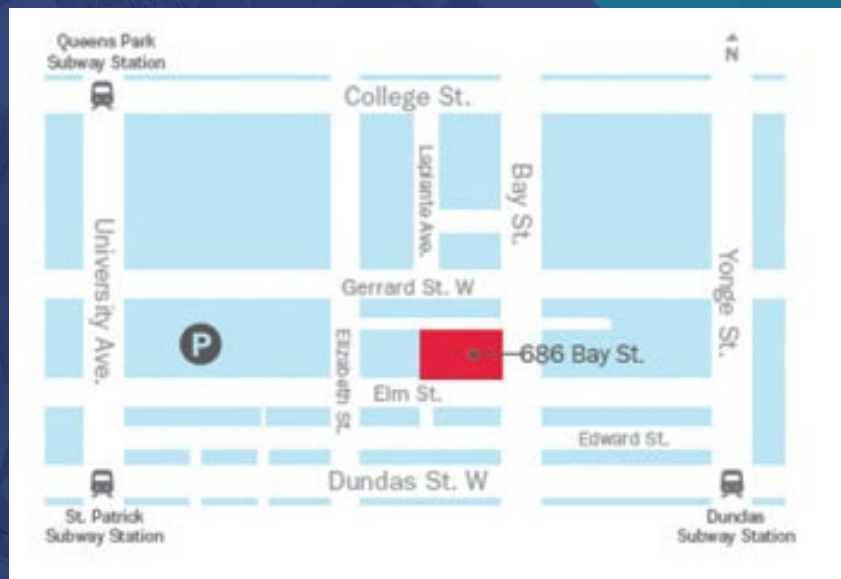 Queens Park
Subway Station
N
College St.
Laplante Ave.
Bay St.
University Ave.
Yonge St.
Gerrard St. W
P
Elizabeth St.
686 Bay St.
Elm St.
Edward St.
Dundas St. W
St. Patrick
Subway Station
Dundas
Subway Station